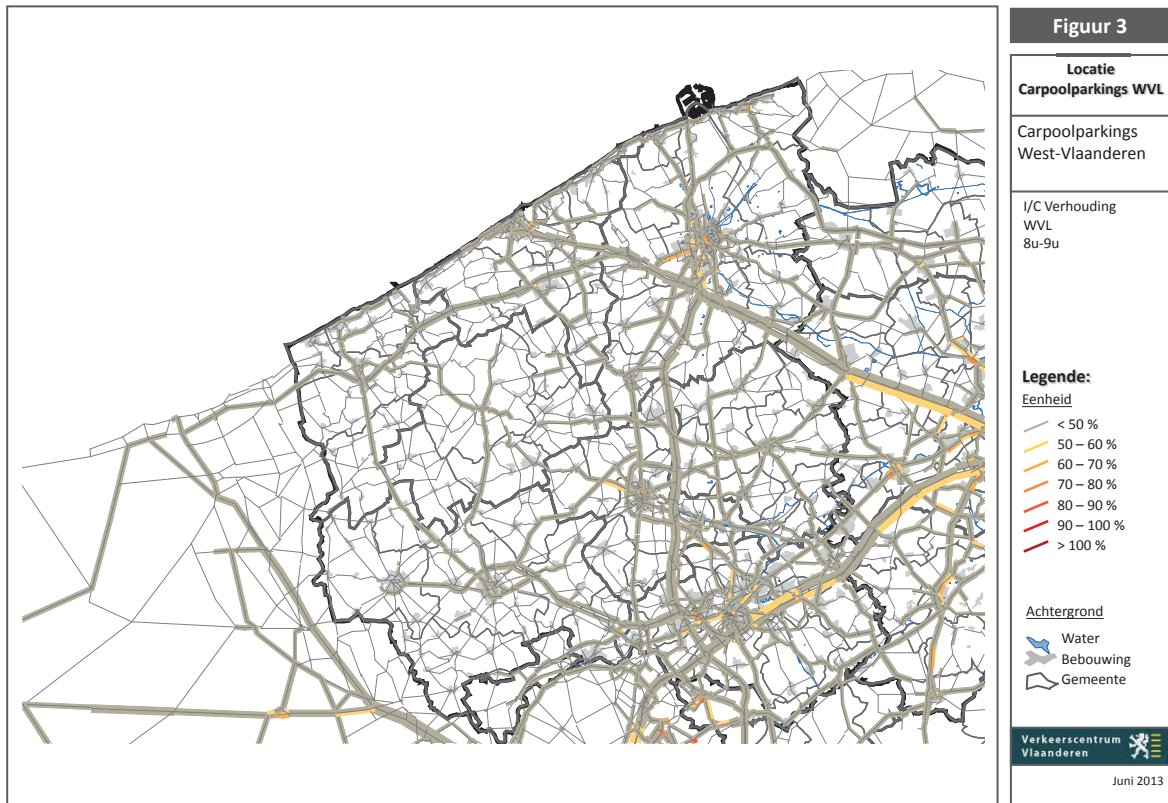 Figuur 3
Locatie
Carpoolparkings WVL
Carpoolparkings
West-Vlaanderen
I/C Verhouding
WVL
8u-9u
Legende:
Eenheid
< 50 %
50 – 60 %
60 – 70 %
70 – 80 %
80 – 90 %
90 – 100 %
> 100 %
Achtergrond
Water
Bebouwing
Gemeente
Verkeerscentrum
Vlaanderen
Juni 2013